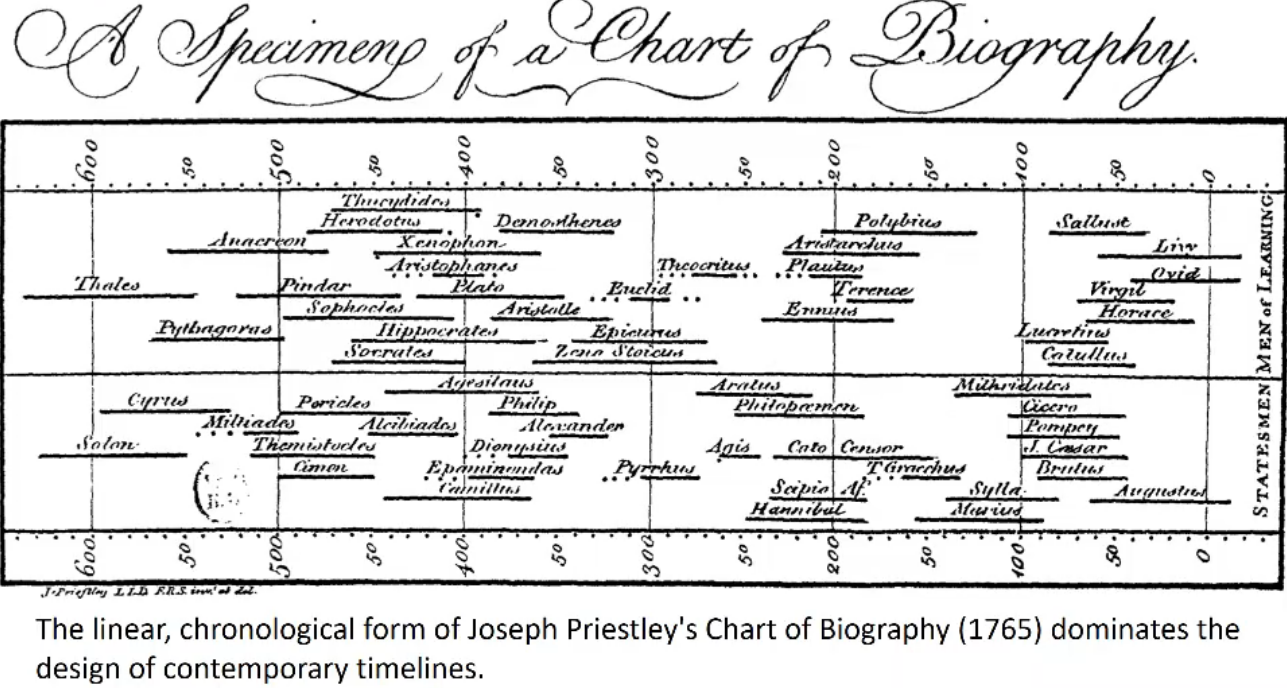 A Specimen of a Chart of Biography.
600 50 500 50 400 50 300 50 200 50 100 50 0
Thucydides
Herodotus Demosthenes Polybius Sallust
Anacreon Xenophon Aristarchus Livy
Aristophanes Theocritus Plautus Ovid
Thales Pindar Plato Euclid Terence Virgil
Sophocles Aristotle Ennius Horace
Pythagoras Hippocrates Epicurus Lucretius
Socrates Zeno Stoicus Catullus
MEN of LEARNING
Agesilaus Aratus Mithridates
Cyrus Pericles Philip Philopœmen Cicero
Miltiades Alcibiades Alexander Pompey
Solon Themistocles Dionysius Agis Cato Censor J. Cæsar
Cimon Epaminondas Pyrrhus T Gracchus Brutus
Camillus Scipio Af. Sylla Augustus
Hannibal Marius
STATESMEN
600 50 500 50 400 50 300 50 200 50 100 50 0
J. Priestley L.L.D. F.R.S. inv.t et del.
The linear, chronological form of Joseph Priestley's Chart of Biography (1765) dominates the
design of contemporary timelines.